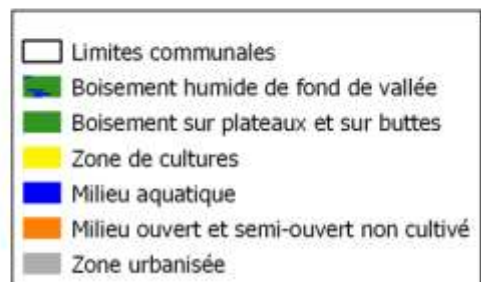 Limites communales
Boisement humide de fond de vallée
Boisement sur plateaux et sur buttes
Zone de cultures
Milieu aquatique
Milieu ouvert et semi-ouvert non cultivé
Zone urbanisée